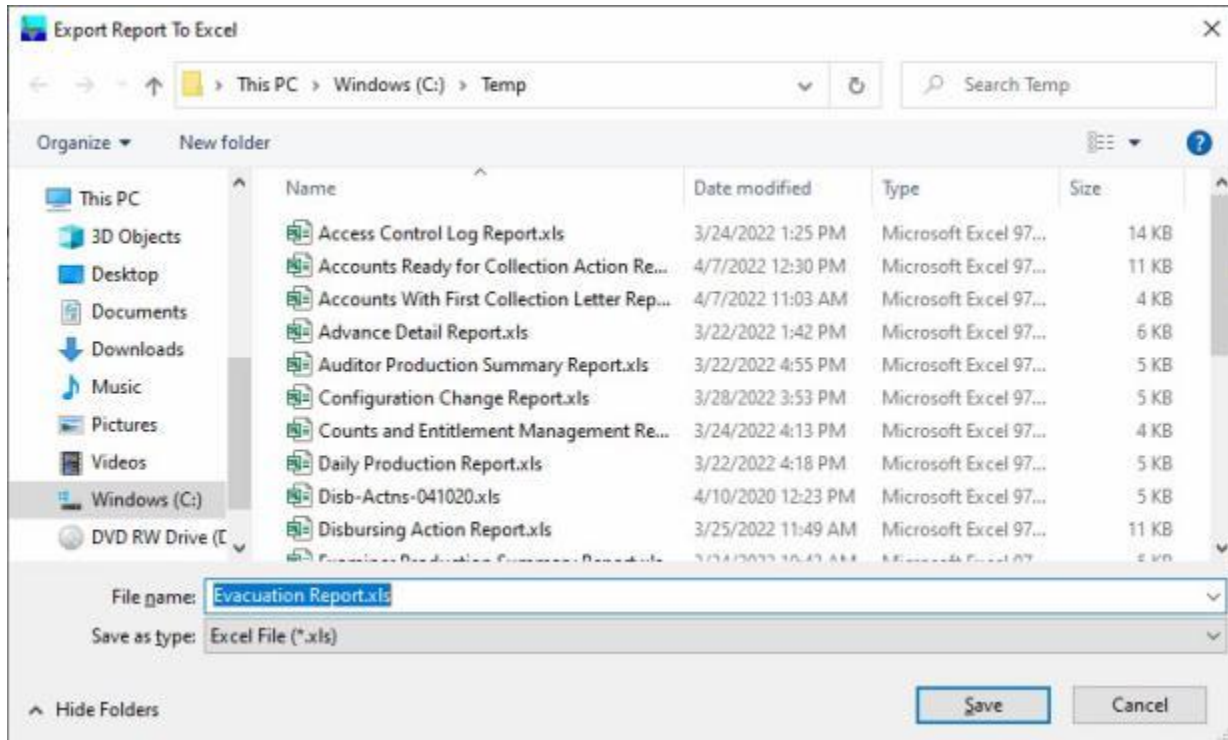 Export Report To Excel
This PC > Windows (C:) > Temp
Search Temp
Organize
New folder
Name Date modified Type Size
This PC
3D Objects
Desktop
Documents
Downloads
Music
Pictures
Videos
Windows (C:)
DVD RW Drive (D
Access Control Log Report.xls 3/24/2022 1:25 PM Microsoft Excel 97... 14 KB
Accounts Ready for Collection Action Re... 4/7/2022 12:30 PM Microsoft Excel 97... 11 KB
Accounts With First Collection Letter Rep... 4/7/2022 11:03 AM Microsoft Excel 97... 4 KB
Advance Detail Report.xls 3/22/2022 1:42 PM Microsoft Excel 97... 6 KB
Auditor Production Summary Report.xls 3/22/2022 4:55 PM Microsoft Excel 97... 5 KB
Configuration Change Report.xls 3/28/2022 3:53 PM Microsoft Excel 97... 5 KB
Counts and Entitlement Management Re... 3/24/2022 4:13 PM Microsoft Excel 97... 4 KB
Daily Production Report.xls 3/22/2022 4:18 PM Microsoft Excel 97... 5 KB
Disb-Actns-041020.xls 4/10/2020 12:23 PM Microsoft Excel 97... 5 KB
Disbursing Action Report.xls 3/25/2022 11:49 AM Microsoft Excel 97... 11 KB
File name: Evacuation Report.xls
Save as type: Excel File (*.xls)
Hide Folders
Save
Cancel